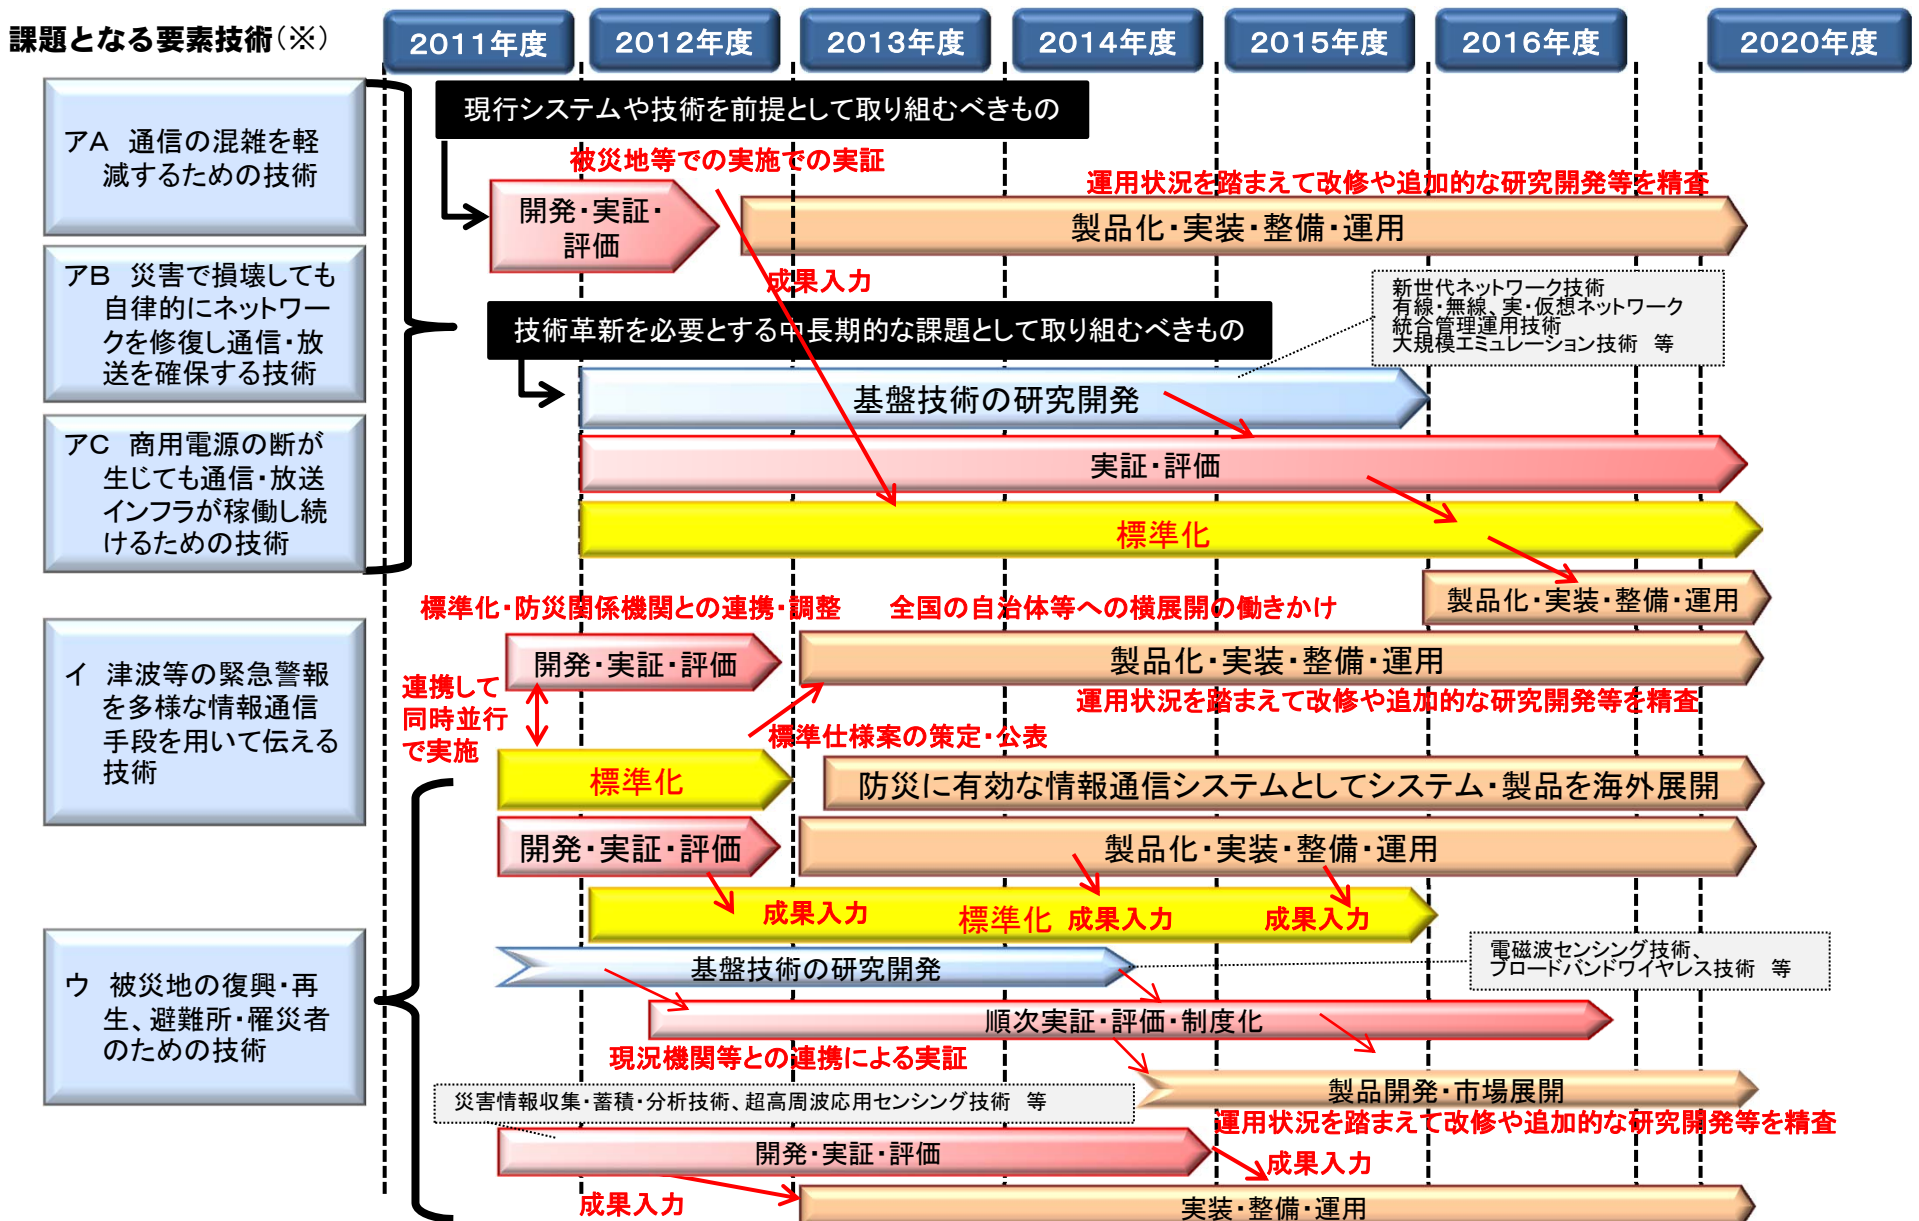 課題となる要素技術(※)
2011年度
2012年度
2013年度
2014年度
2015年度
2016年度
2020年度
アA 通信の混雑を軽
減するための技術
アB 災害で損壊しても
自律的にネットワー
クを修復し通信・放
送を確保する技術
アC 商用電源の断が
生じても通信・放送
インフラが稼働し続
けるための技術
現行システムや技術を前提として取り組むべきもの
被災地等での実施での実証
運用状況を踏まえて改修や追加的な研究開発等を精査
開発・実証・
評価
製品化・実装・整備・運用
成果入力
新世代ネットワーク技術
有線・無線、実・仮想ネットワーク
統合管理運用技術
大規模エミュレーション技術 等
技術革新を必要とする中長期的な課題として取り組むべきもの
基盤技術の研究開発
実証・評価
標準化
製品化・実装・整備・運用
イ 津波等の緊急警報
を多様な情報通信
手段を用いて伝える
技術
標準化・防災関係機関との連携・調整
全国の自治体等への横展開の働きかけ
開発・実証・評価
製品化・実装・整備・運用
連携して
同時並行
で実施
運用状況を踏まえて改修や追加的な研究開発等を精査
標準仕様案の策定・公表
標準化
防災に有効な情報通信システムとしてシステム・製品を海外展開
ウ 被災地の復興・再
生、避難所・罹災者
のための技術
開発・実証・評価
製品化・実装・整備・運用
成果入力
標準化
成果入力
成果入力
基盤技術の研究開発
電磁波センシング技術、
ブロードバンドワイヤレス技術 等
順次実証・評価・制度化
現況機関等との連携による実証
製品開発・市場展開
災害情報収集・蓄積・分析技術、超高周波応用センシング技術 等
運用状況を踏まえて改修や追加的な研究開発等を精査
開発・実証・評価
成果入力
成果入力
実装・整備・運用